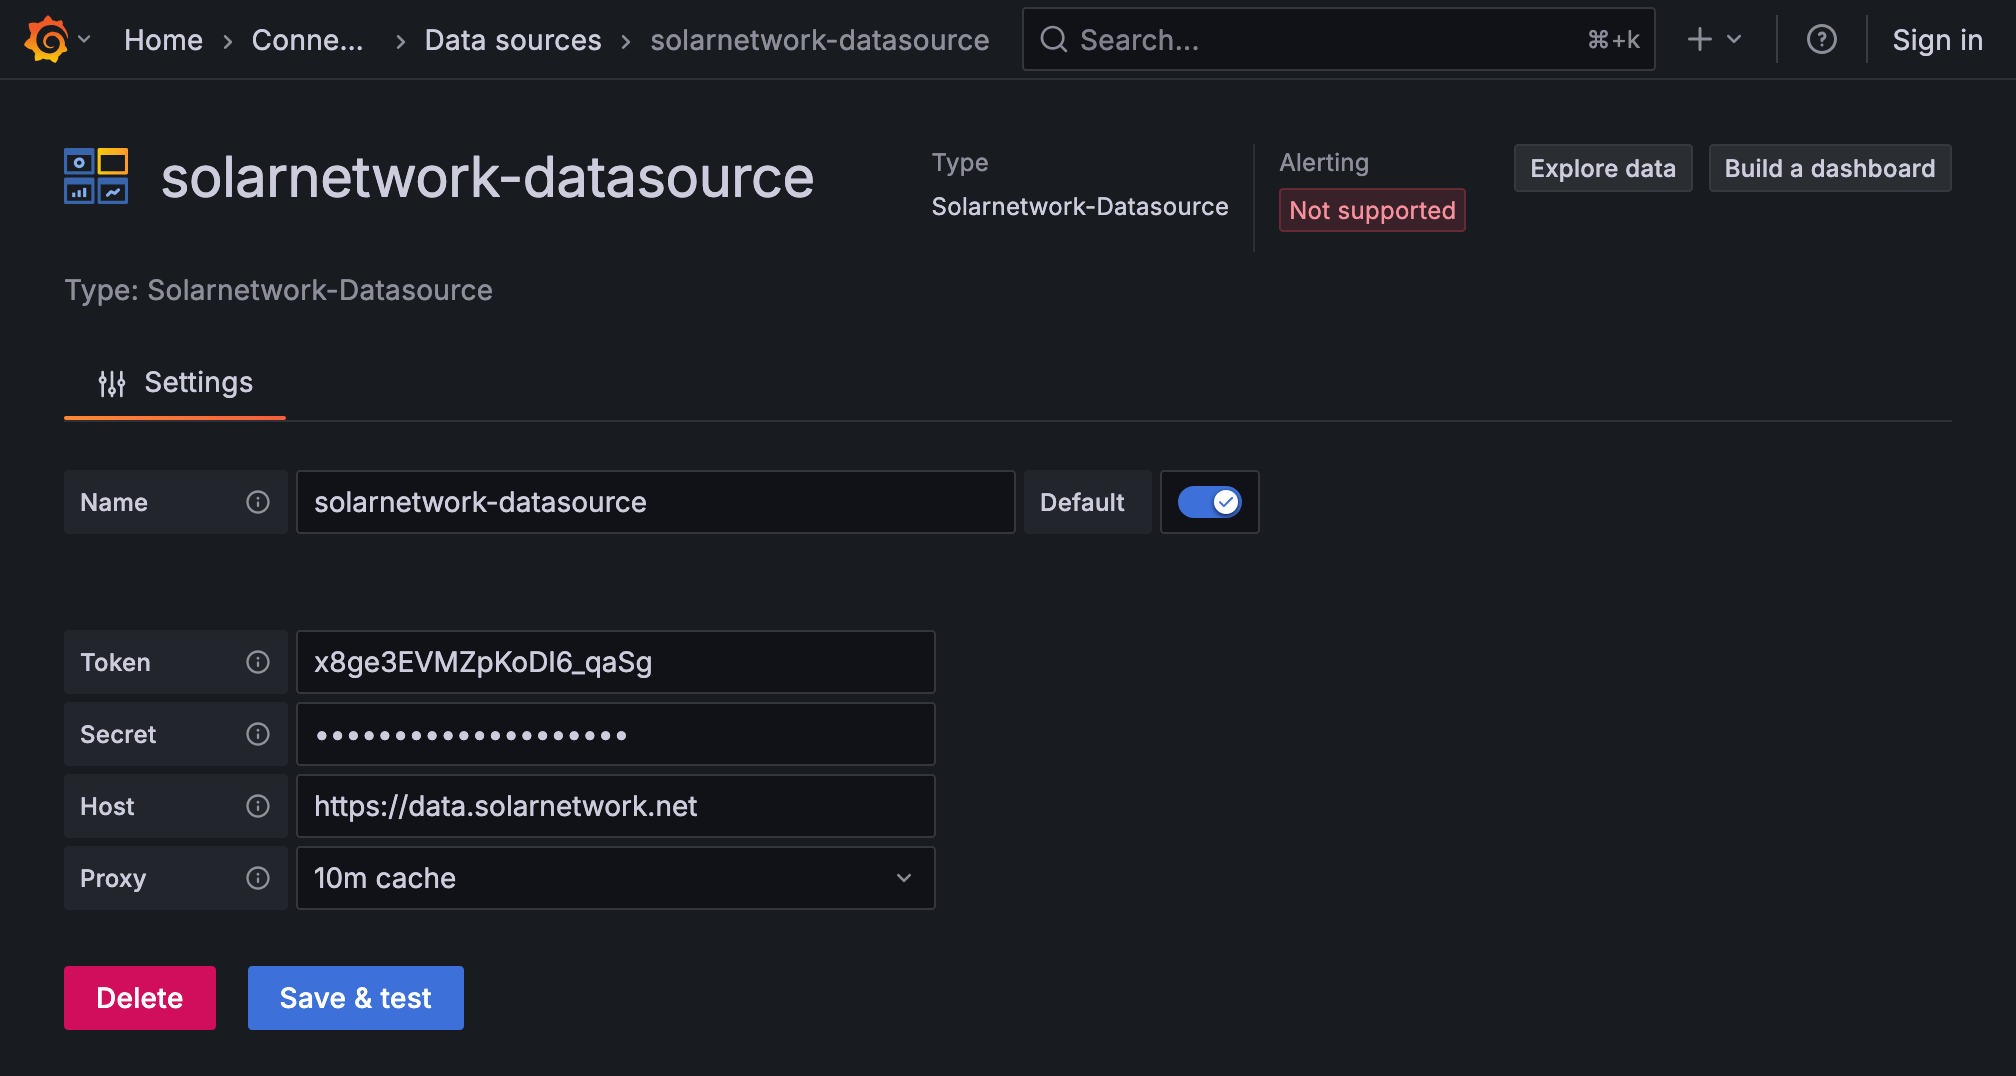 Home › Conne... › Data sources › solarnetwork-datasource
Search...
⌘+k
Sign in
solarnetwork-datasource
Type
Solarnetwork-Datasource
Alerting
Not supported
Explore data
Build a dashboard
Type: Solarnetwork-Datasource
Settings
Name
solarnetwork-datasource
Default
Token
x8ge3EVMZpKoDI6_qaSg
Secret
••••••••••••••••••••
Host
https://data.solarnetwork.net
Proxy
10m cache
Delete
Save & test